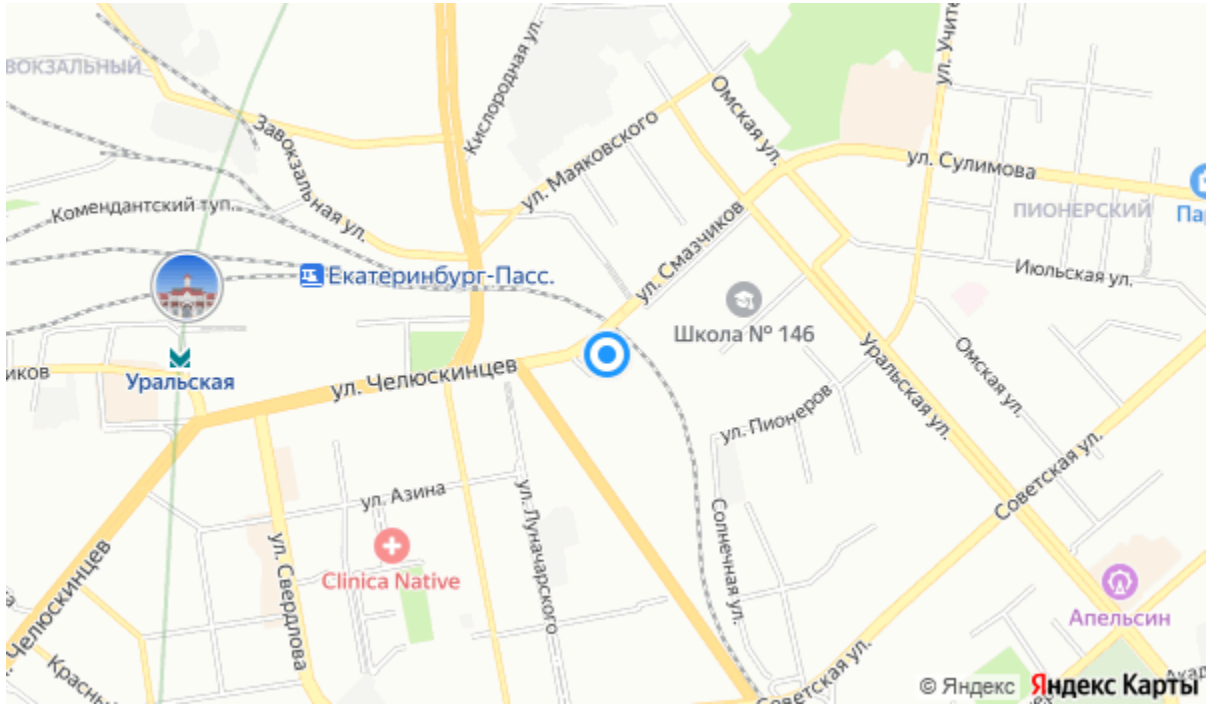 ВОКЗАЛЬНЫЙ
Завокзальная ул.
Кислородная ул.
ул. Маяковского
Омская ул.
ул. Учите
ул. Сулимова
Комендантский туп.
ПИОНЕРСКИЙ
Пар
Екатеринбург-Пасс.
ул. Смазчиков
Июльская ул.
Школа № 146
Уральская
иков
ул. Челюскинцев
Уральская ул.
Омская ул.
ул. Пионеров
Советская ул.
ул. Азина
ул. Луначарского
Солнечная ул.
Clinica Native
ул. Свердлова
Челюскинцев
Апельсин
Красный
Советская ул.
Акад
© Яндекс Яндекс Карты